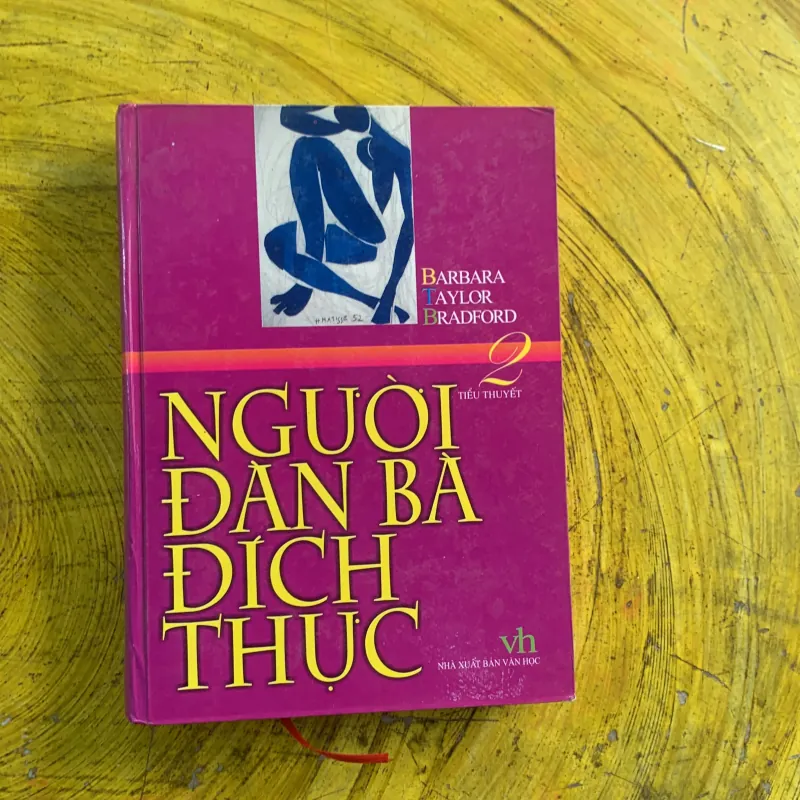 H MATISSE 52
BARBARA
TAYLOR
BRADFORD
2
TIỂU THUYẾT
NGƯỜI
ĐÀN BÀ
ĐÍCH
THỰC
vh
NHÀ XUẤT BẢN VĂN HỌC